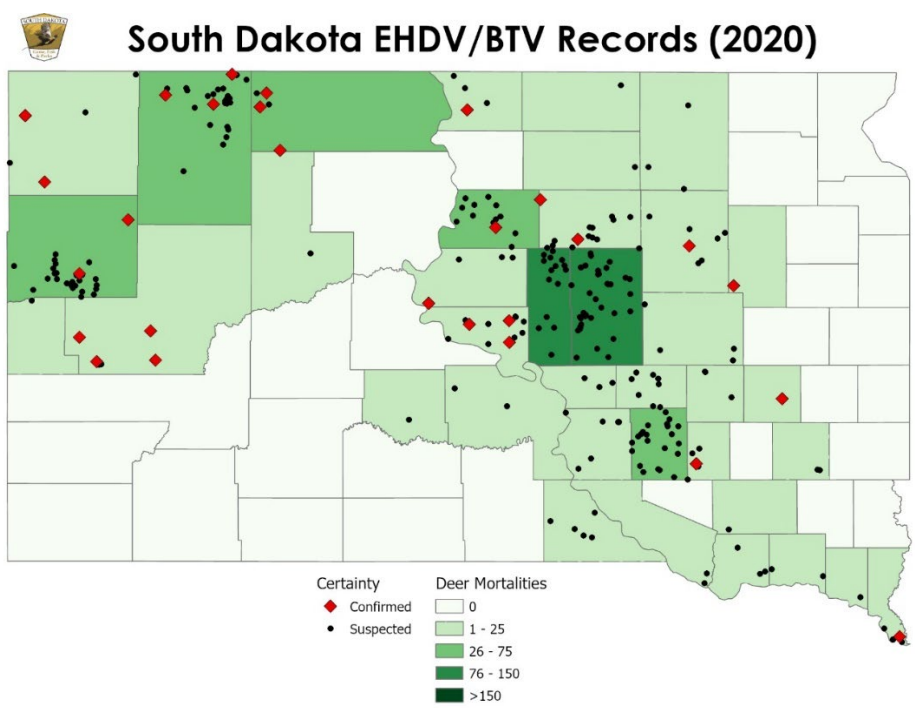 South Dakota EHDV/BTV Records (2020)
Certainty
Confirmed
Suspected
Deer Mortalities
0
1 - 25
26 - 75
76 - 150
>150